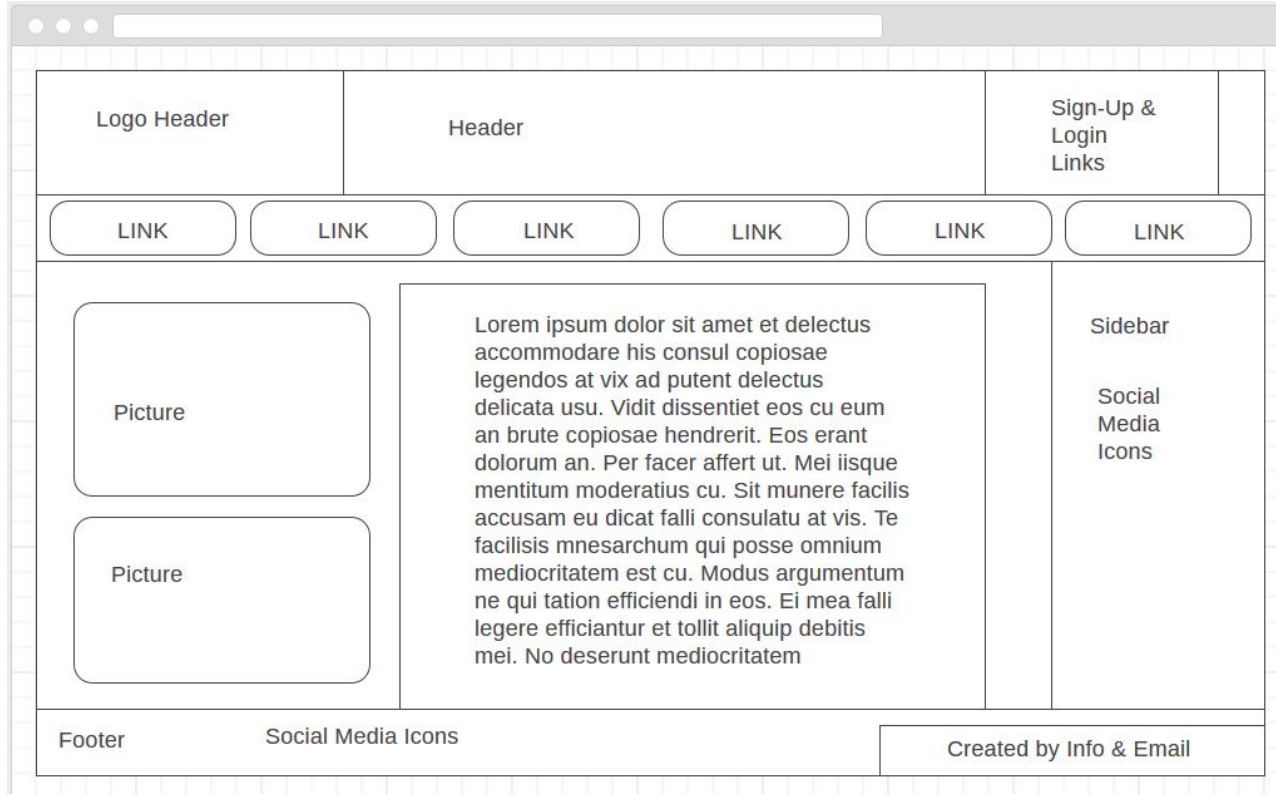 Logo Header
Header
Sign-Up &
Login
Links
LINK
LINK
LINK
LINK
LINK
LINK
Picture
Picture
Lorem ipsum dolor sit amet et delectus
accommodare his consul copiosae
legendos at vix ad putent delectus
delicata usu. Vidit dissentiet eos cu eum
an brute copiosae hendrerit. Eos erant
dolorum an. Per facer affert ut. Mei iisque
mentitum moderatius cu. Sit munere facilis
accusam eu dicat falli consulatu at vis. Te
facilisis mnesarchum qui posse omnium
mediocritatem est cu. Modus argumentum
ne qui tation efficiendi in eos. Ei mea falli
legere efficiantur et tollit aliquip debitis
mei. No deserunt mediocritatem
Sidebar
Social
Media
Icons
Footer
Social Media Icons
Created by Info & Email